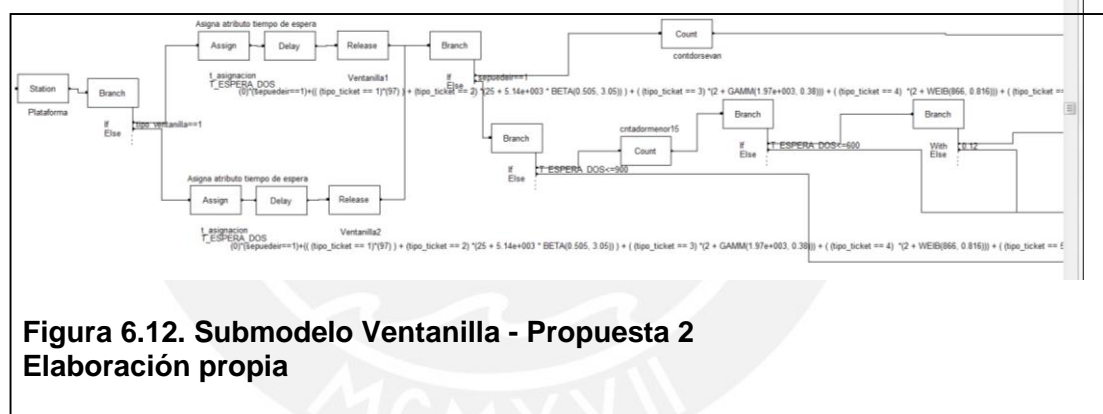 Asigna atributo tiempo de espera
Assign
Delay
Release
Branch
Count
t_asignacion
T_ESPERA_DOS
Ventanilla1
If
Else
sepuedeir==1
contdorsevan
(0)*(sepuedeir==1)+(( (tipo_ticket == 1)*(97) ) + (tipo_ticket == 2) *(25 + 5.14e+003 * BETA(0.505, 3.05)) ) + ( (tipo_ticket == 3) *(2 + GAMM(1.97e+003, 0.38))) + ( (tipo_ticket == 4) *(2 + WEIB(866, 0.816))) + ( (tipo_ticket ==
Station
Plataforma
Branch
If
Else
tipo_ventanilla==1
Branch
If
Else
T_ESPERA_DOS<=900
cntadormenor15
Count
Branch
If
Else
T_ESPERA_DOS<=600
Branch
With
Else
0.12
Asigna atributo tiempo de espera
Assign
Delay
Release
t_asignacion
T_ESPERA_DOS
Ventanilla2
(0)*(sepuedeir==1)+(( (tipo_ticket == 1)*(97) ) + (tipo_ticket == 2) *(25 + 5.14e+003 * BETA(0.505, 3.05)) ) + ( (tipo_ticket == 3) *(2 + GAMM(1.97e+003, 0.38))) + ( (tipo_ticket == 4) *(2 + WEIB(866, 0.816))) + ( (tipo_ticket == 5
Figura 6.12. Submodelo Ventanilla - Propuesta 2
Elaboración propia
MCMXVII